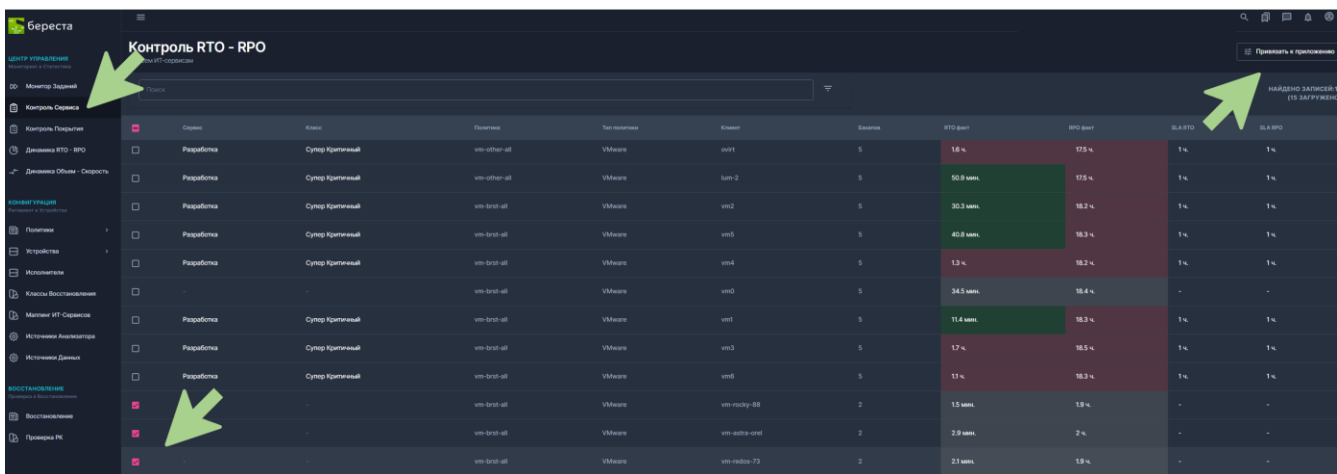 береста
Контроль RTO - RPO
ЦЕНТР УПРАВЛЕНИЯ
Мониторинг и Статистика
ем ИТ-сервисам
Привязать к приложению
Монитор Заданий
Поиск
НАЙДЕНО ЗАПИСЕЙ:1
(15 ЗАГРУЖЕНО
Контроль Сервиса
Контроль Покрытия
Сервис Класс Политика Тип политики Клиент Бэкапов RTO факт RPO факт SLA RTO SLA RPO
Динамика RTO - RPO
Разработка Супер Критичный vm-other-all VMware ovirt 5 1.6 ч. 17.5 ч. 1 ч. 1 ч.
Динамика Объем - Скорость
Разработка Супер Критичный vm-other-all VMware lum-2 5 50.9 мин. 17.5 ч. 1 ч. 1 ч.
КОНФИГУРАЦИЯ
Регламент и Устройства
Разработка Супер Критичный vm-brst-all VMware vm2 5 30.3 мин. 18.2 ч. 1 ч. 1 ч.
Политики
Разработка Супер Критичный vm-brst-all VMware vm5 5 40.8 мин. 18.3 ч. 1 ч. 1 ч.
Устройства
Исполнители
Разработка Супер Критичный vm-brst-all VMware vm4 5 1.3 ч. 18.2 ч. 1 ч. 1 ч.
Классы Восстановления
- - vm-brst-all VMware vm0 5 34.5 мин. 18.4 ч. - -
Маппинг ИТ-Сервисов
Разработка Супер Критичный vm-brst-all VMware vm1 5 11.4 мин. 18.3 ч. 1 ч. 1 ч.
Источники Анализатора
Источники Данных
Разработка Супер Критичный vm-brst-all VMware vm3 5 1.7 ч. 18.5 ч. 1 ч. 1 ч.
Разработка Супер Критичный vm-brst-all VMware vm6 5 1.1 ч. 18.3 ч. 1 ч. 1 ч.
ВОССТАНОВЛЕНИЕ
Проверка и Восстановление
- vm-brst-all VMware vm-rocky-88 2 1.5 мин. 1.9 ч. - -
Восстановление
- vm-brst-all VMware vm-astra-orel 2 2.9 мин. 2 ч. - -
Проверка РК
- - vm-brst-all VMware vm-redos-73 2 2.1 мин. 1.9 ч. - -